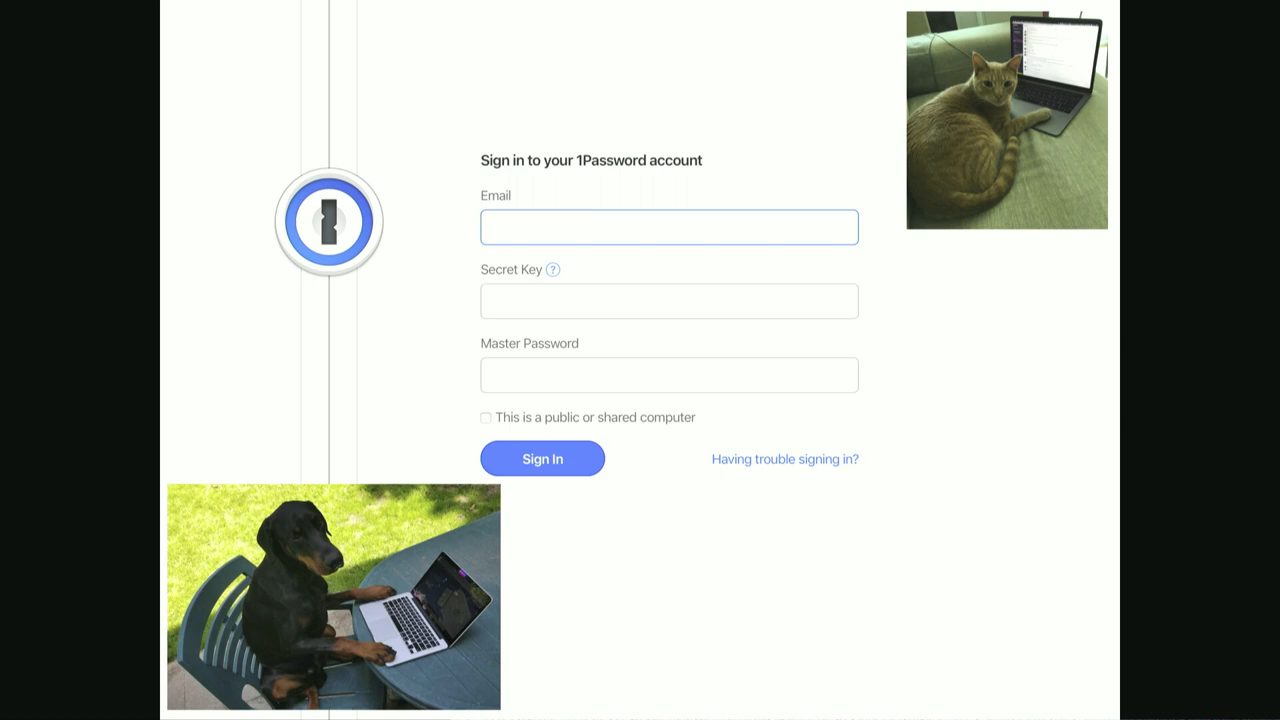 Sign in to your 1Password account
Email
Secret Key ?
Master Password
This is a public or shared computer
Sign In
Having trouble signing in?